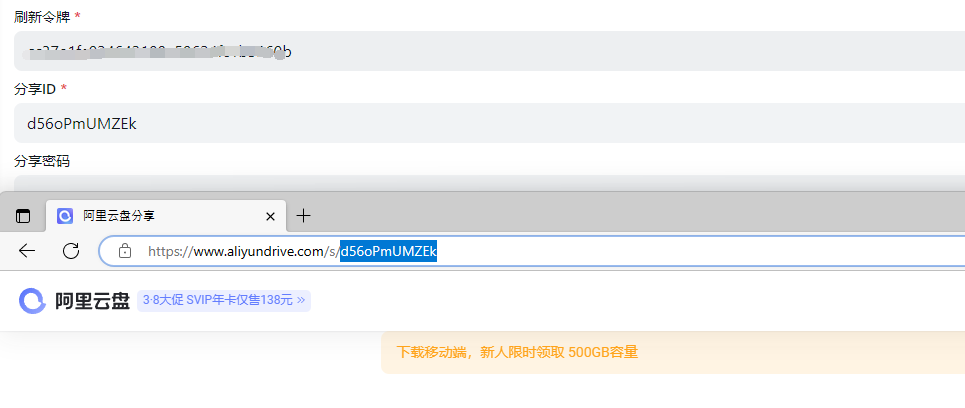 刷新令牌 *
分享ID *
d56oPmUMZEk
分享密码
阿里云盘分享
https://www.aliyundrive.com/s/d56oPmUMZEk
阿里云盘 3·8大促 SVIP年卡仅售138元 »
下载移动端，新人限时领取 500GB容量